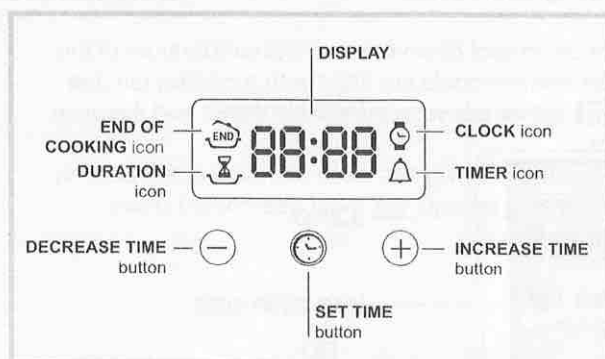 DISPLAY
END OF
COOKING icon
END
88:88
CLOCK icon
DURATION
icon
TIMER icon
DECREASE TIME
button
INCREASE TIME
button
SET TIME
button